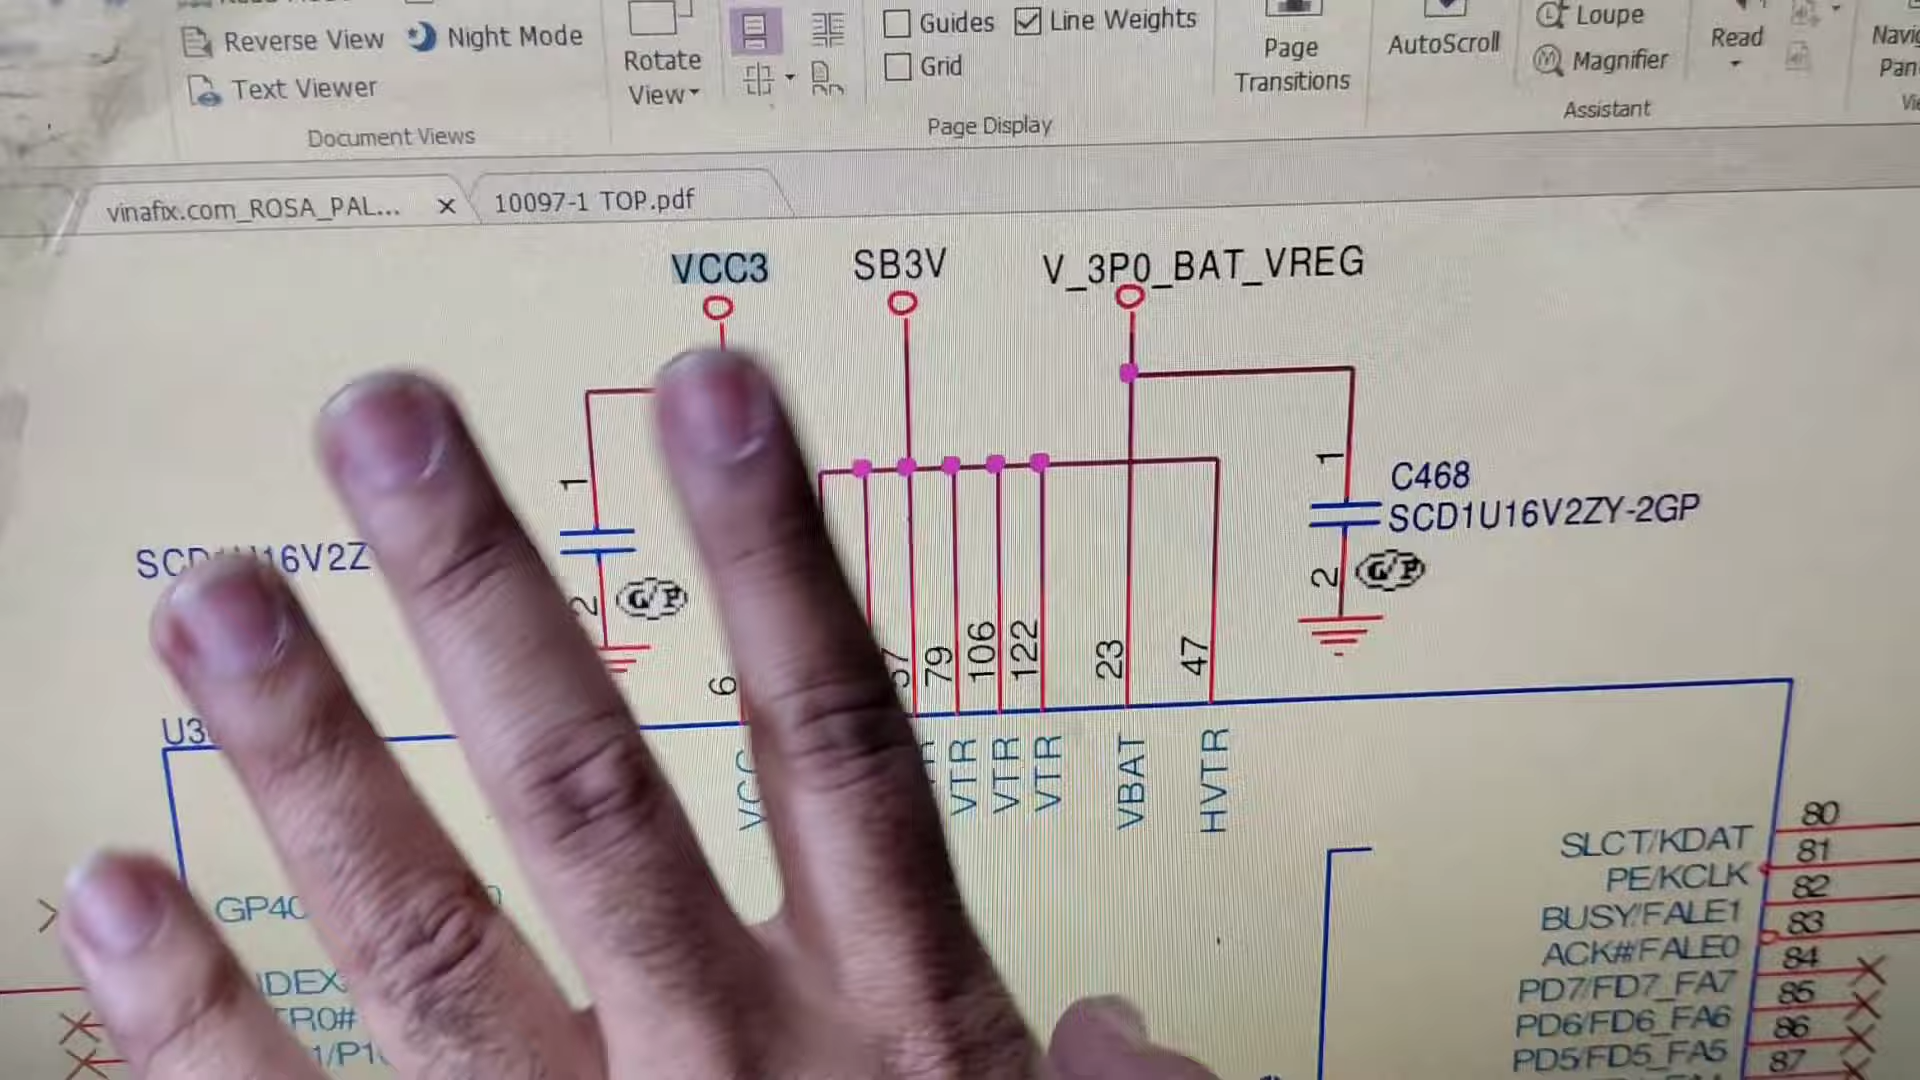 Reverse View
Night Mode
Text Viewer
Document Views
Rotate
View
Guides
Line Weights
Grid
Page Display
Page
Transitions
AutoScroll
Loupe
Magnifier
Assistant
Read
vinafix.com_ROSA_PAL... ×
10097-1 TOP.pdf
VCC3
SB3V
V_3P0_BAT_VREG
1
1
C468
SCD1U16V2ZY-2GP
2
G/P
2
G/P
6
79
106
122
23
47
VTR
VTR
VTR
VBAT
HVTR
SLCT/KDAT
80
PE/KCLK
81
BUSY/FALE1
82
ACK#/FALE0
83
PD7/FD7_FA7
84
PD6/FD6_FA6
85
PD5/FD5_FA5
86
87